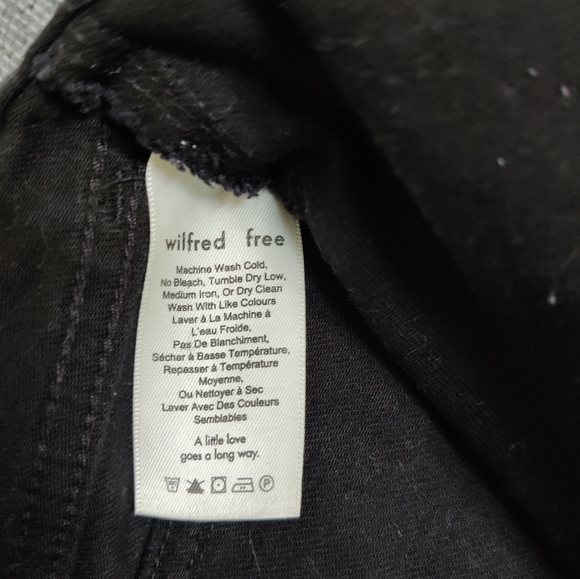 wilfred free
Machine Wash Cold,
No Bleach, Tumble Dry Low,
Medium Iron, Or Dry Clean
Wash With Like Colours
Laver à La Machine à
L'eau Froide,
Pas De Blanchiment,
Sécher à Basse Température,
Repasser à Température
Moyenne,
Ou Nettoyer à Sec
Laver Avec Des Couleurs
Semblables
A little love
goes a long way.
P